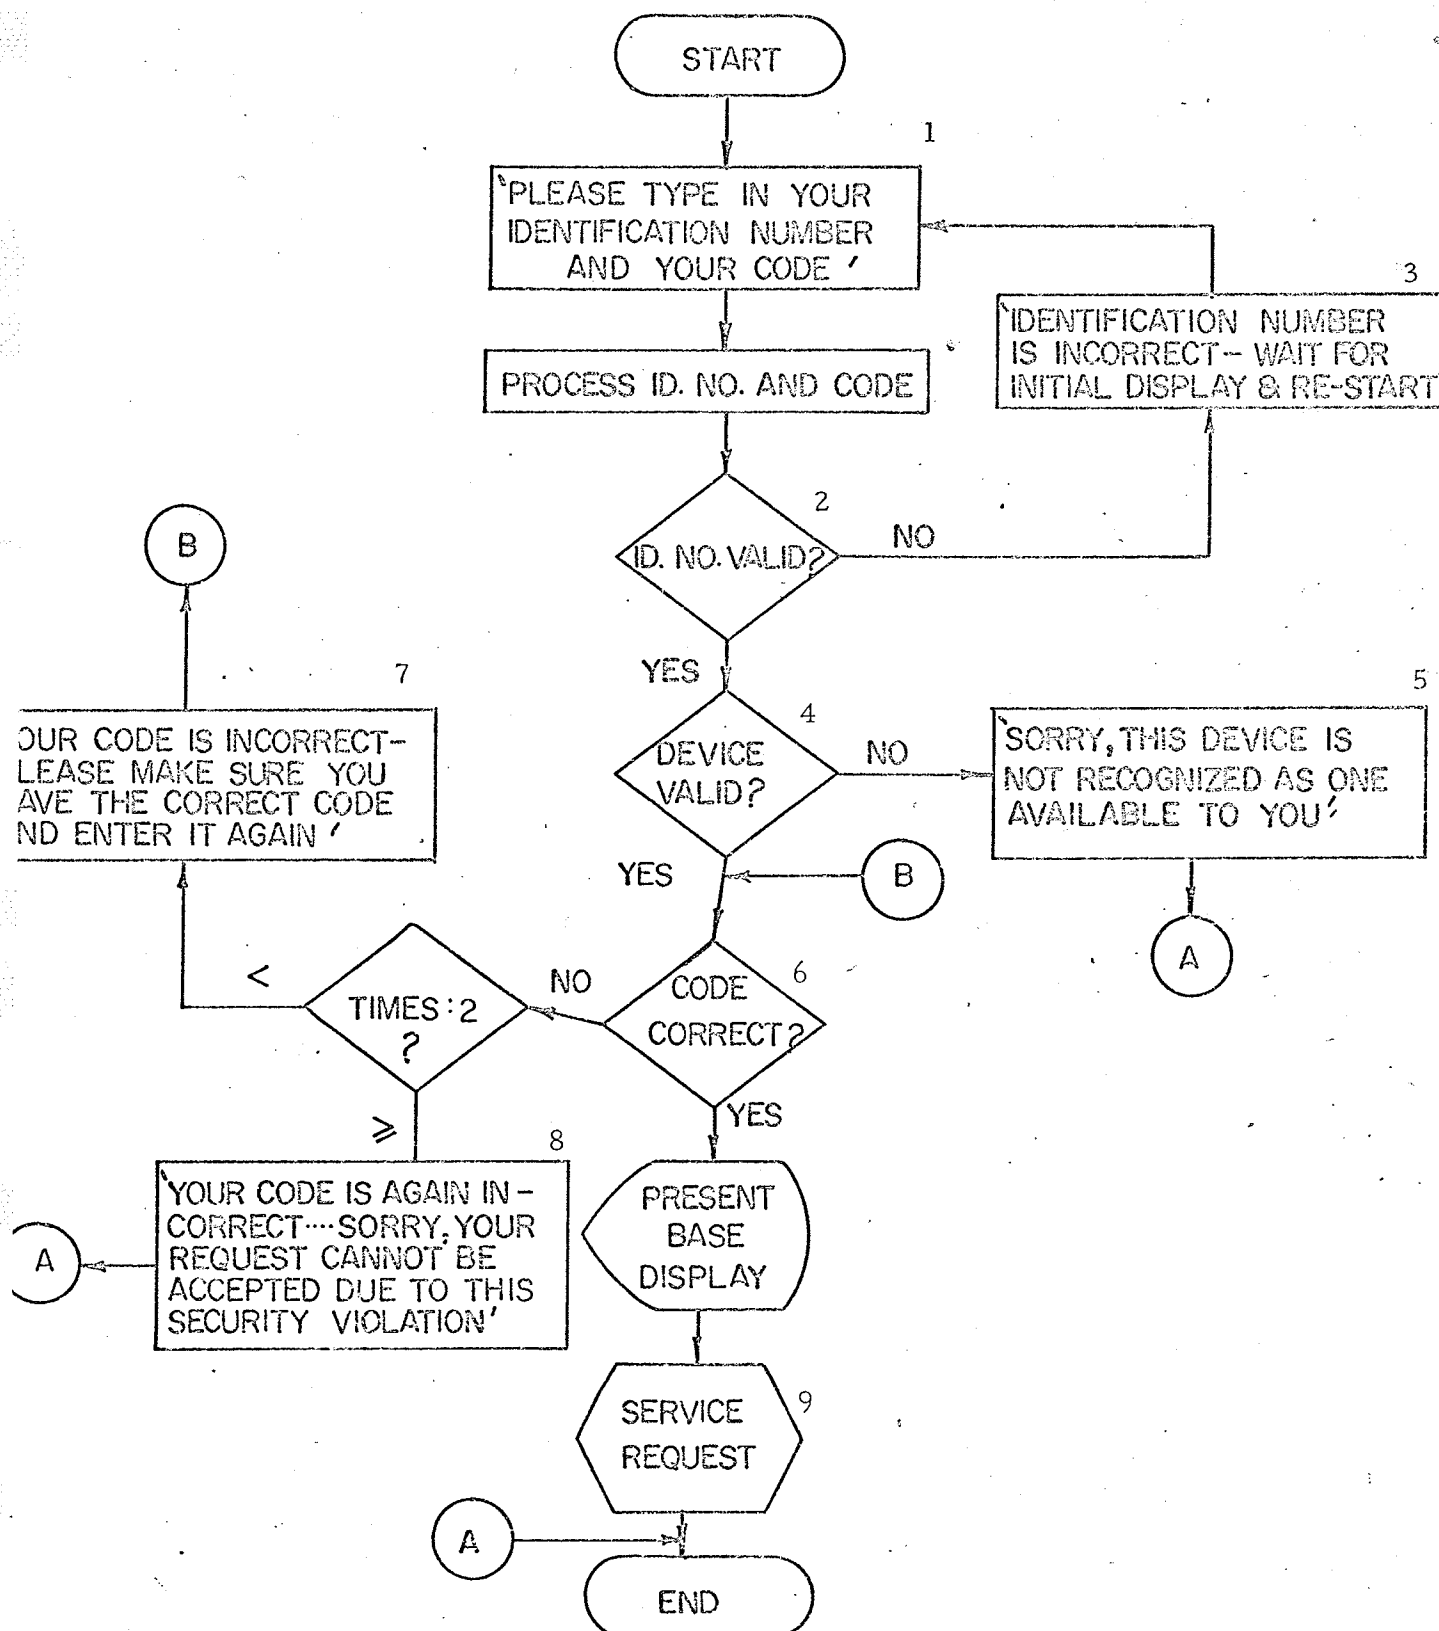 START
1
‵PLEASE TYPE IN YOUR
IDENTIFICATION NUMBER
AND YOUR CODE ′
3
‵IDENTIFICATION NUMBER
IS INCORRECT– WAIT FOR
INITIAL DISPLAY & RE-START
PROCESS ID. NO. AND CODE
2
ID. NO. VALID?
NO
B
YES
7
OUR CODE IS INCORRECT–
LEASE MAKE SURE YOU
AVE THE CORRECT CODE
ND ENTER IT AGAIN ′
4
DEVICE
VALID?
NO
5
‵SORRY, THIS DEVICE IS
NOT RECOGNIZED AS ONE
AVAILABLE TO YOU′
YES
B
A
<
TIMES:2
?
NO
6
CODE
CORRECT?
≥
YES
8
‵YOUR CODE IS AGAIN IN–
CORRECT····SORRY, YOUR
REQUEST CANNOT BE
ACCEPTED DUE TO THIS
SECURITY VIOLATION′
A
PRESENT
BASE
DISPLAY
9
SERVICE
REQUEST
A
END